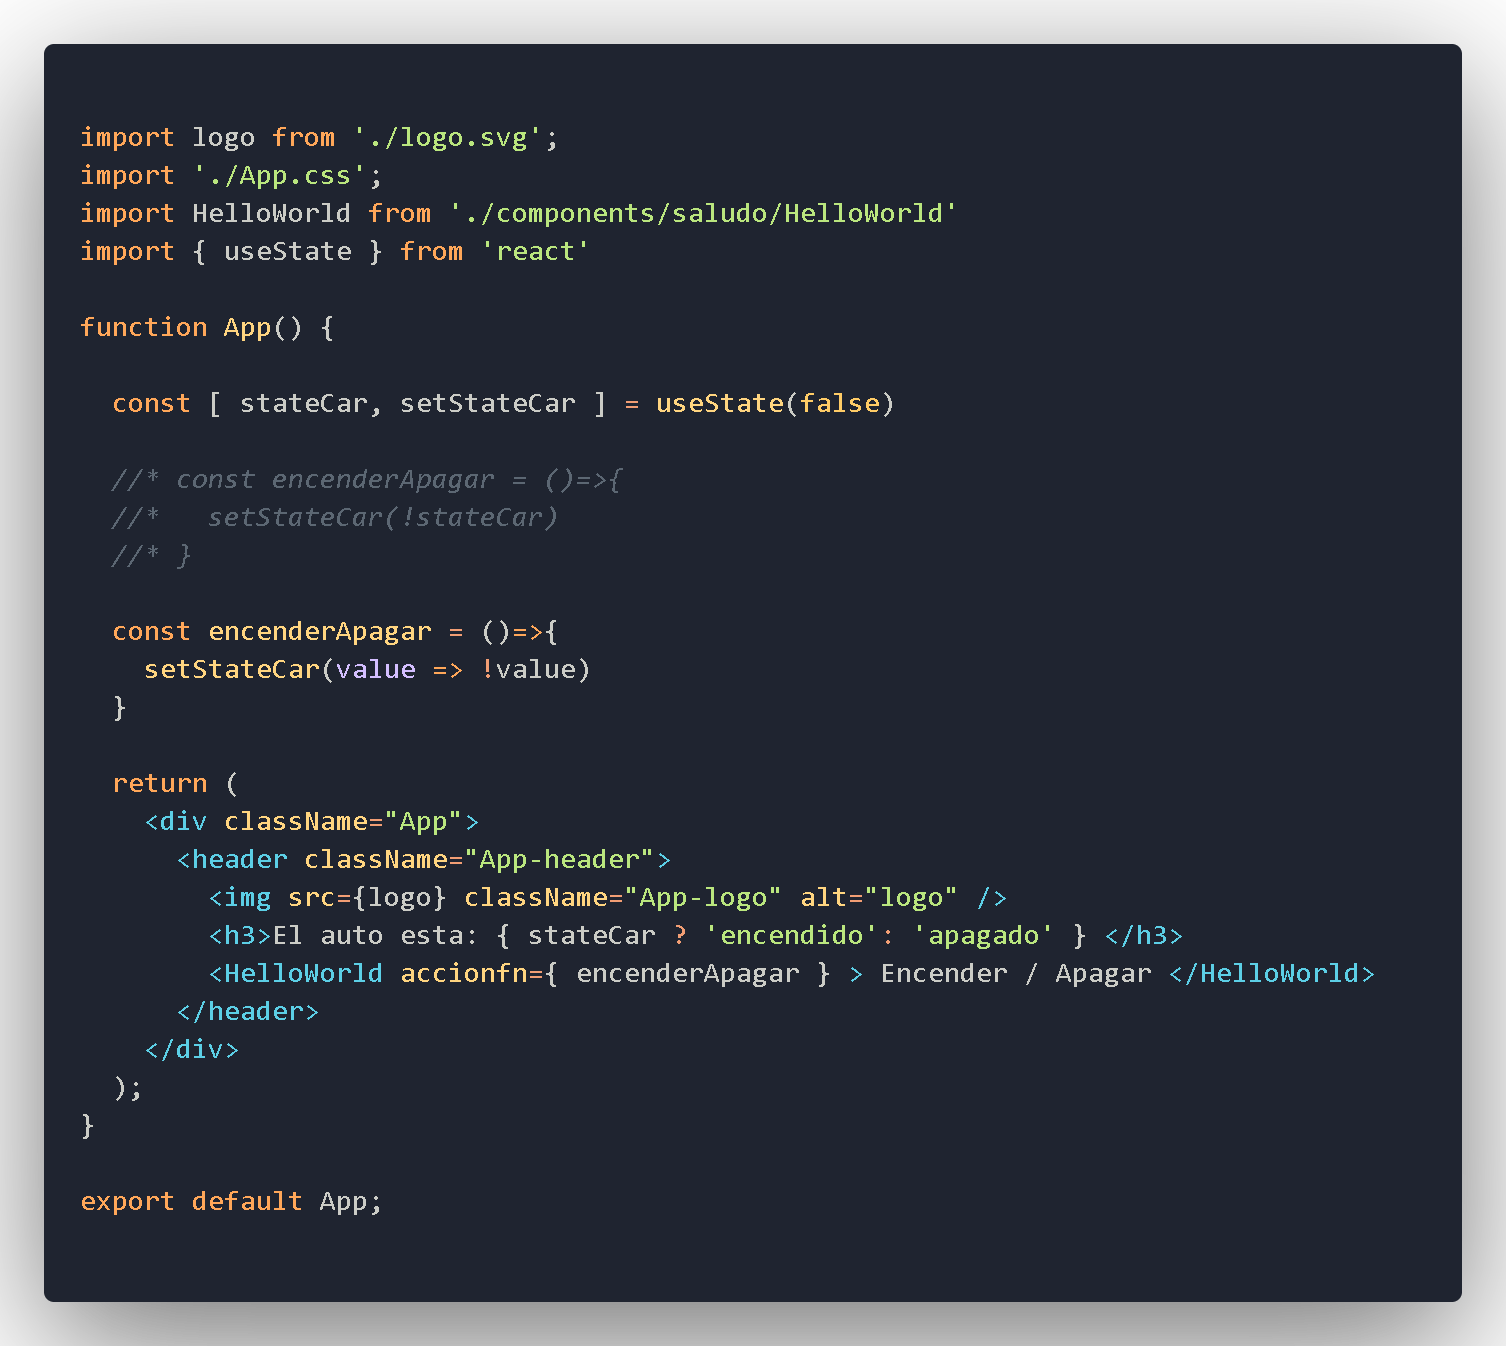 import logo from './logo.svg';
import './App.css';
import HelloWorld from './components/saludo/HelloWorld'
import { useState } from 'react'

function App() {

  const [ stateCar, setStateCar ] = useState(false)

  //* const encenderApagar = ()=>{
  //*   setStateCar(!stateCar)
  //* }

  const encenderApagar = ()=>{
    setStateCar(value => !value)
  }

  return (
    <div className="App">
      <header className="App-header">
        <img src={logo} className="App-logo" alt="logo" />
        <h3>El auto esta: { stateCar ? 'encendido': 'apagado' } </h3>
        <HelloWorld accionfn={ encenderApagar } > Encender / Apagar </HelloWorld>
      </header>
    </div>
  );
}

export default App;